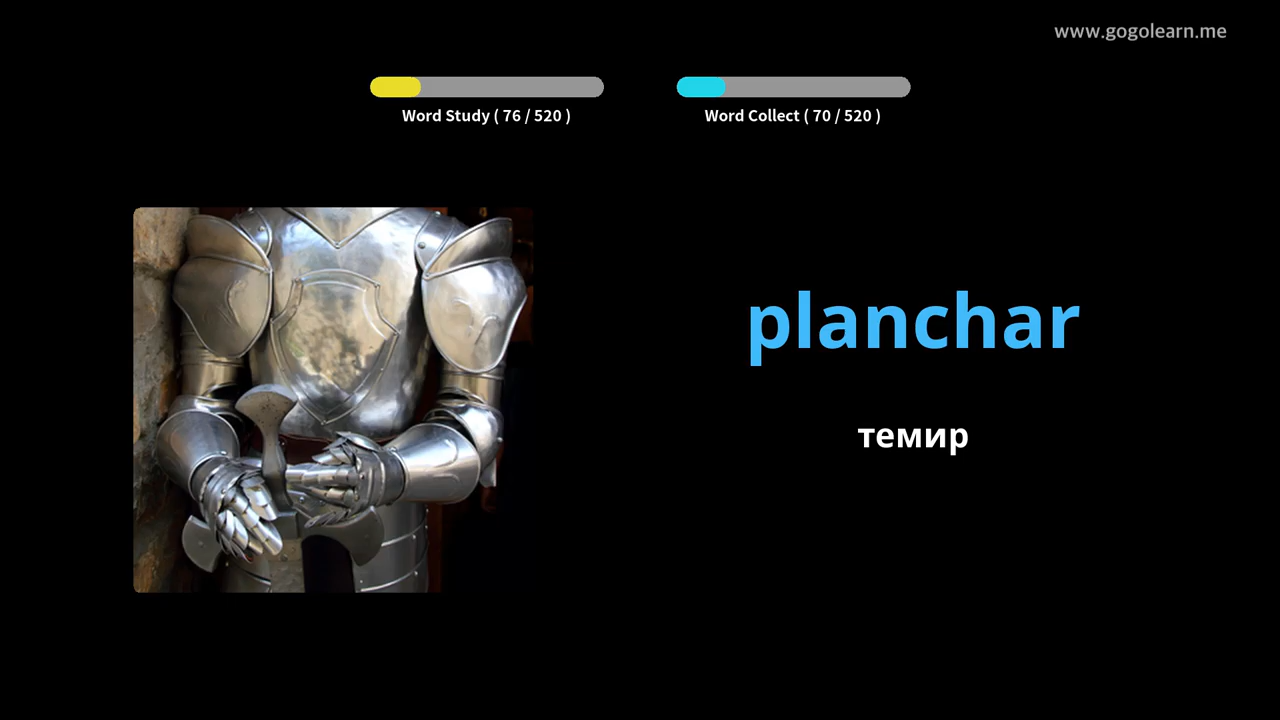 www.gogolearn.me
Word Study ( 76 / 520 )
Word Collect ( 70 / 520 )
planchar
темир